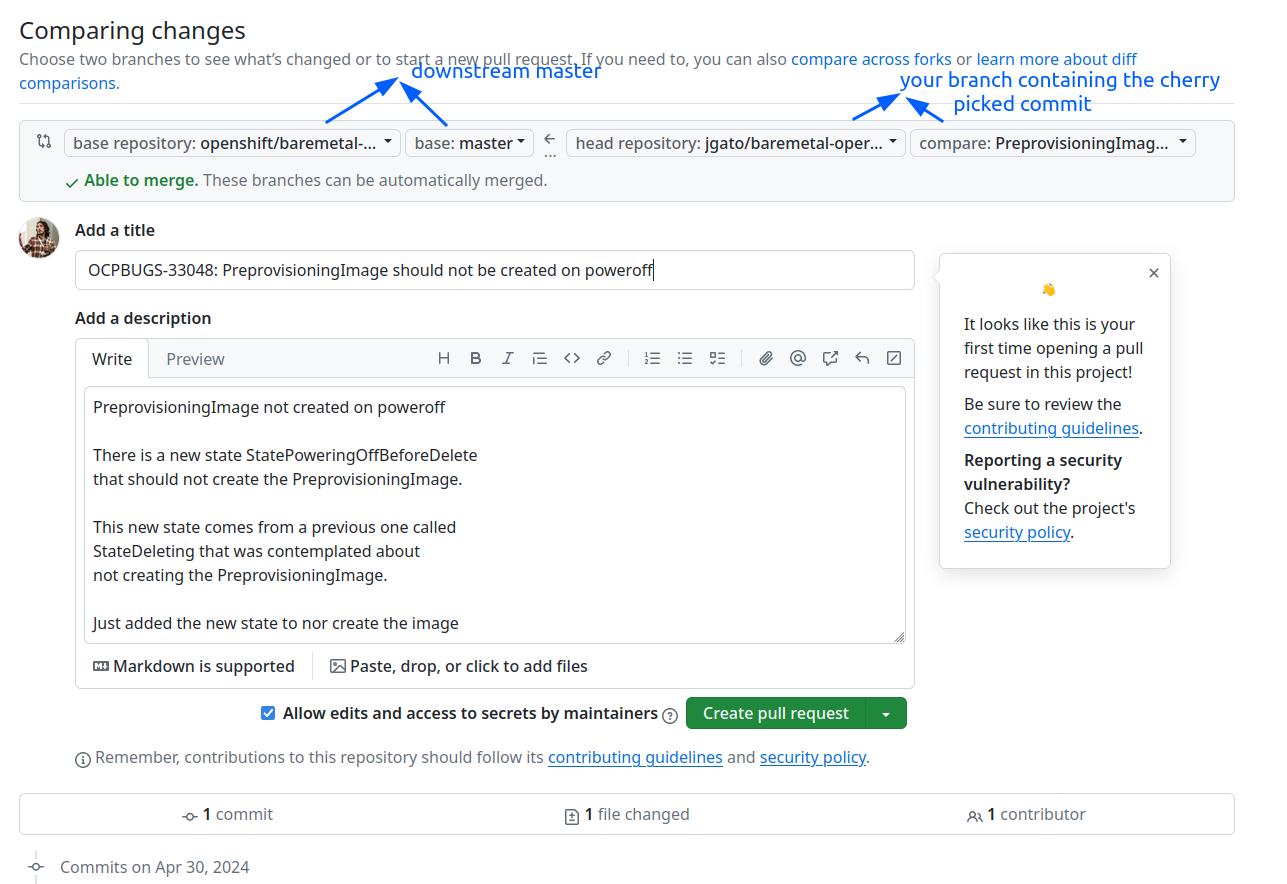 Comparing changes
Choose two branches to see what’s changed or to start a new pull request. If you need to, you can also compare across forks or learn more about diff
comparisons.
downstream master
your branch containing the cherry
picked commit
base repository: openshift/baremetal-... base: master ← ... head repository: jgato/baremetal-oper... compare: PreprovisioningImag...
Able to merge. These branches can be automatically merged.
Add a title
OCPBUGS-33048: PreprovisioningImage should not be created on poweroff
Add a description
Write Preview
PreprovisioningImage not created on poweroff
There is a new state StatePoweringOffBeforeDelete
that should not create the PreprovisioningImage.
This new state comes from a previous one called
StateDeleting that was contemplated about
not creating the PreprovisioningImage.
Just added the new state to nor create the image
Markdown is supported Paste, drop, or click to add files
Allow edits and access to secrets by maintainers Create pull request
Remember, contributions to this repository should follow its contributing guidelines and security policy.
👋
It looks like this is your
first time opening a pull
request in this project!
Be sure to review the
contributing guidelines.
Reporting a security
vulnerability?
Check out the project's
security policy.
1 commit 1 file changed 1 contributor
Commits on Apr 30, 2024